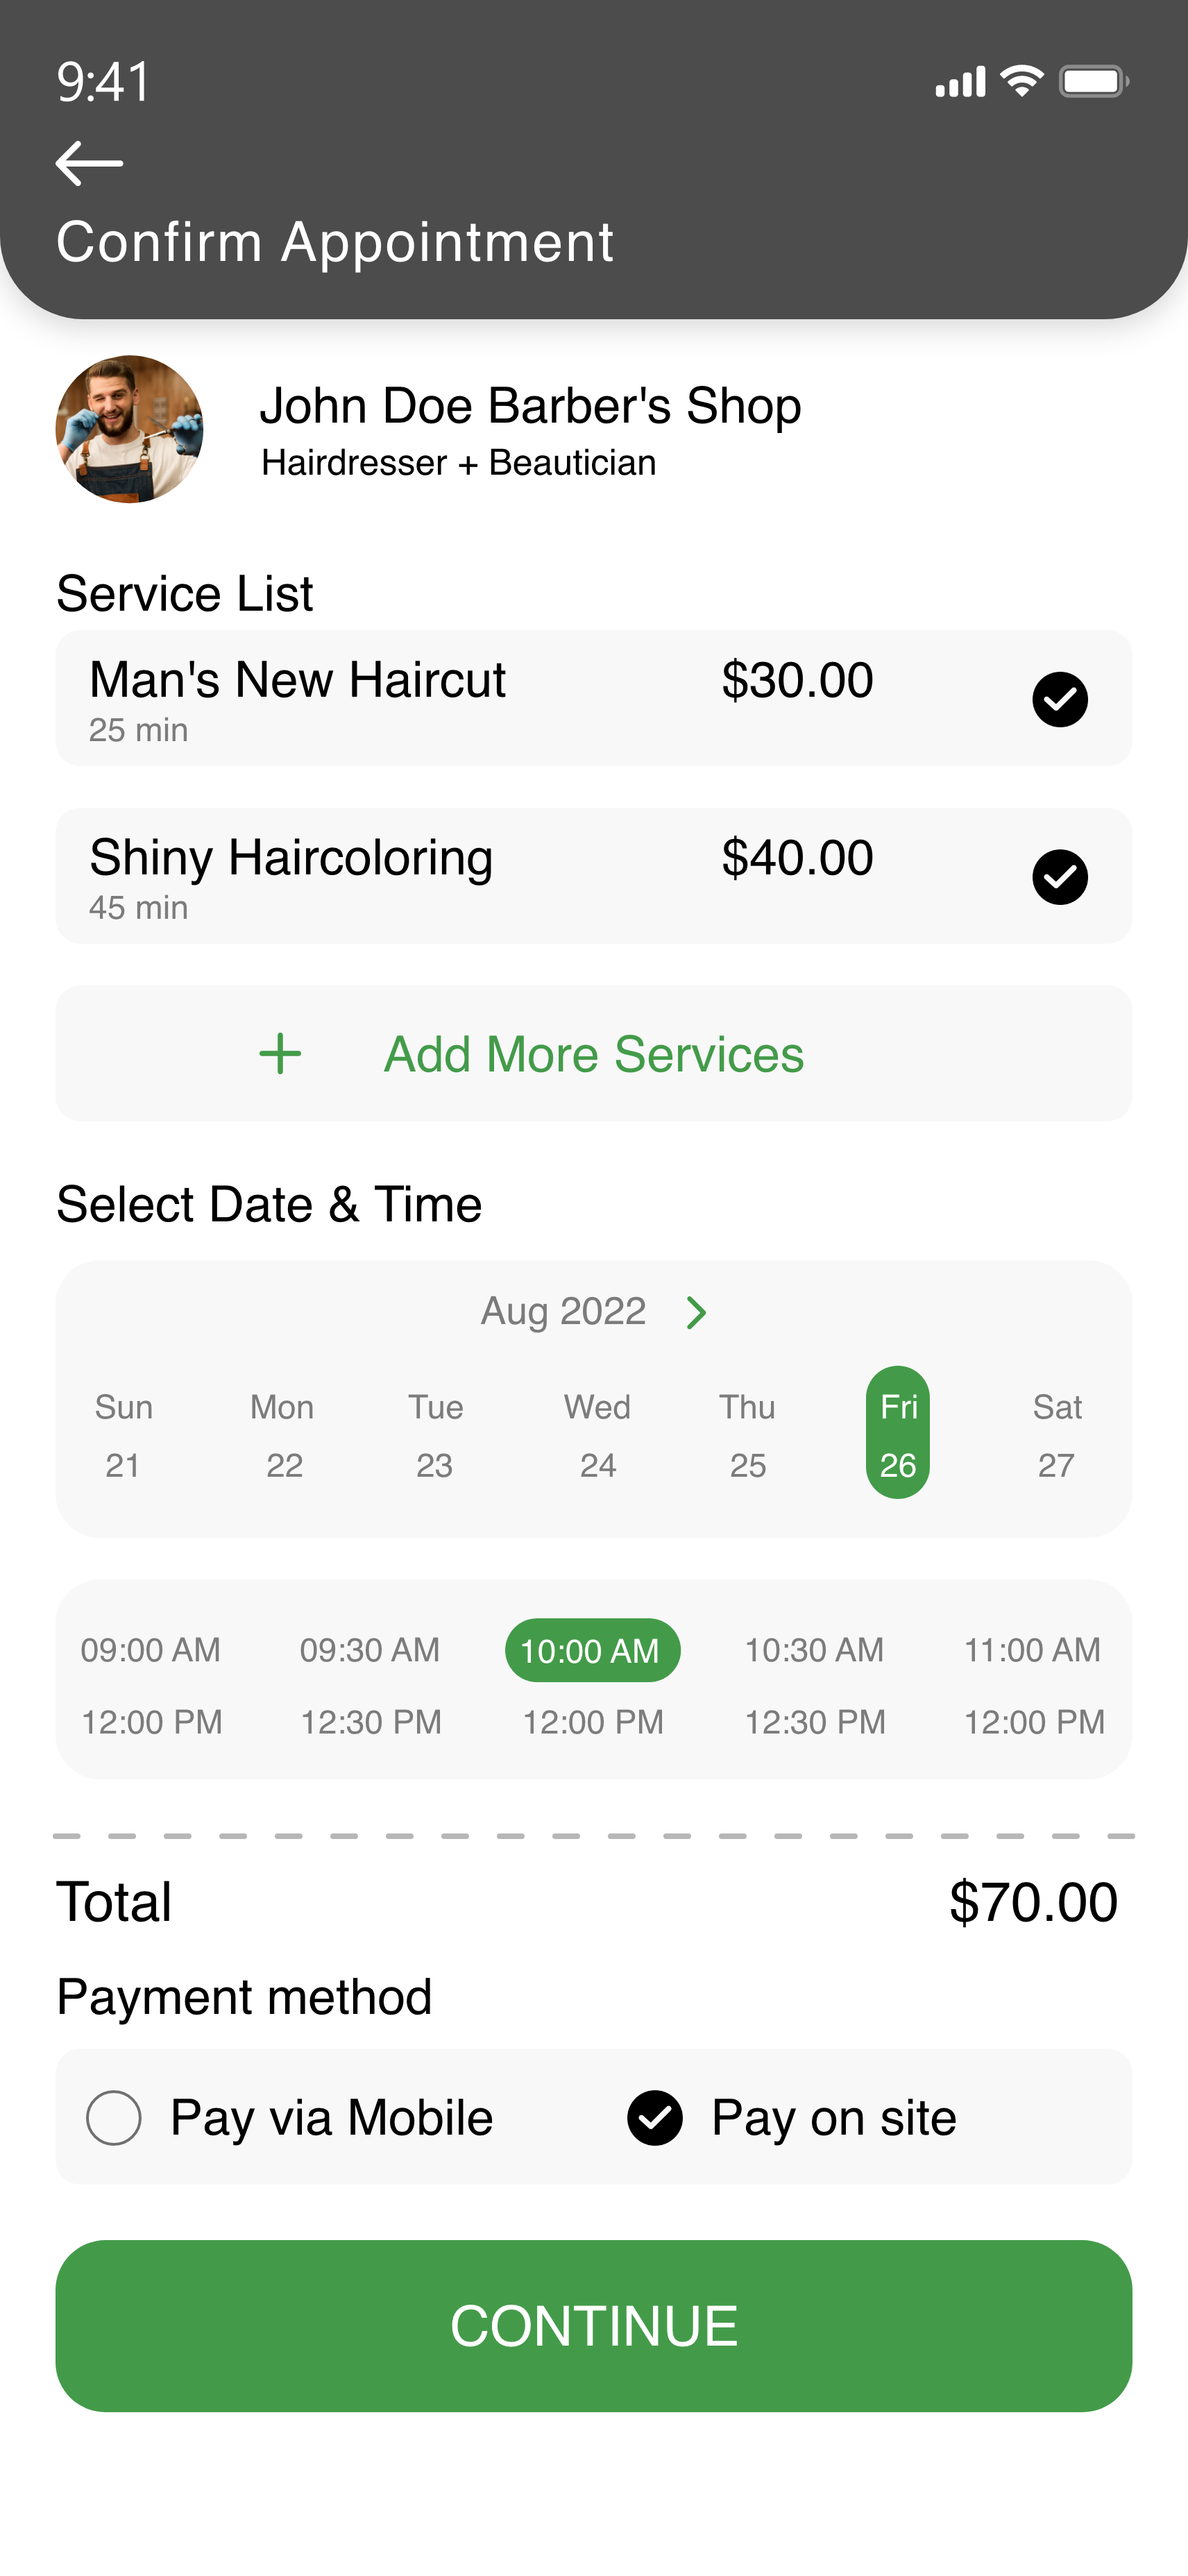 9:41
Confirm Appointment
John Doe Barber's Shop
Hairdresser + Beautician
Service List
Man's New Haircut $30.00
25 min
Shiny Haircoloring $40.00
45 min
+ Add More Services
Select Date & Time
Aug 2022
Sun Mon Tue Wed Thu Fri Sat
21 22 23 24 25 26 27
09:00 AM 09:30 AM 10:00 AM 10:30 AM 11:00 AM
12:00 PM 12:30 PM 12:00 PM 12:30 PM 12:00 PM
Total $70.00
Payment method
Pay via Mobile Pay on site
CONTINUE